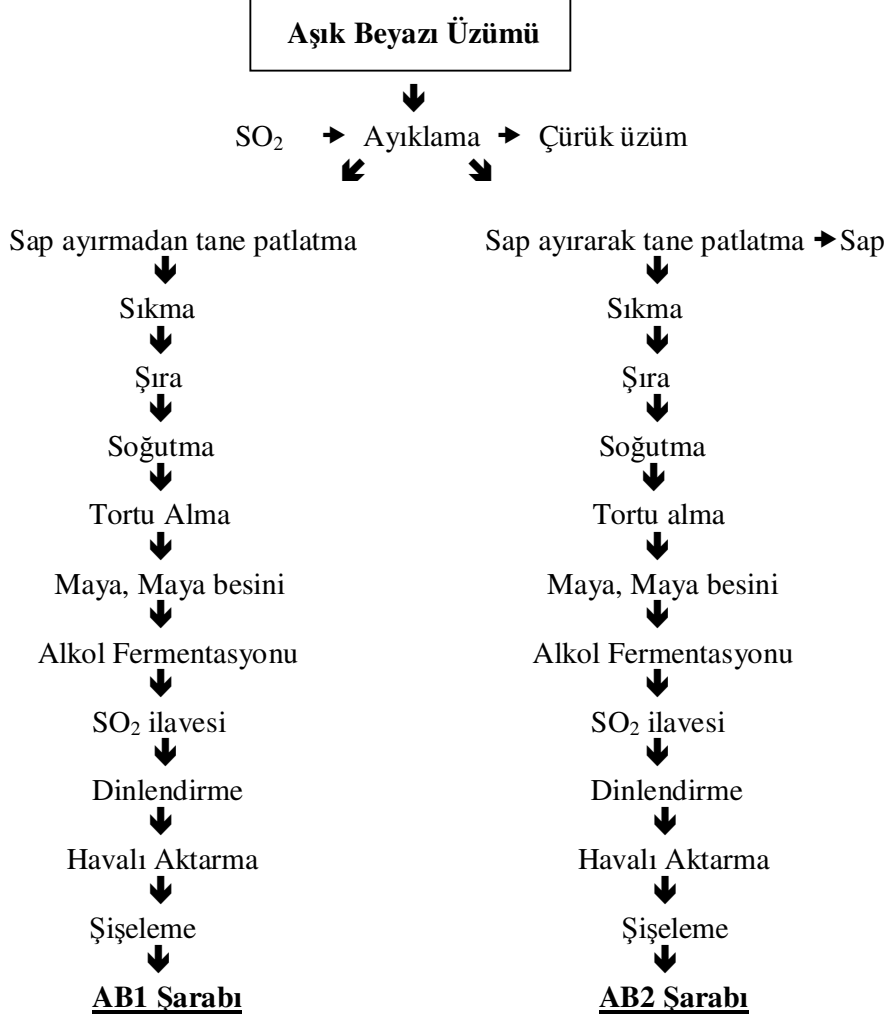 Aşık Beyazı Üzümü
SO₂ → Ayıklama → Çürük üzüm
Sap ayırmadan tane patlatma
Sıkma
Şıra
Soğutma
Tortu Alma
Maya, Maya besini
Alkol Fermentasyonu
SO₂ ilavesi
Dinlendirme
Havalı Aktarma
Şişeleme
AB1 Şarabı
Sap ayırarak tane patlatma → Sap
Sıkma
Şıra
Soğutma
Tortu alma
Maya, Maya besini
Alkol Fermentasyonu
SO₂ ilavesi
Dinlendirme
Havalı Aktarma
Şişeleme
AB2 Şarabı